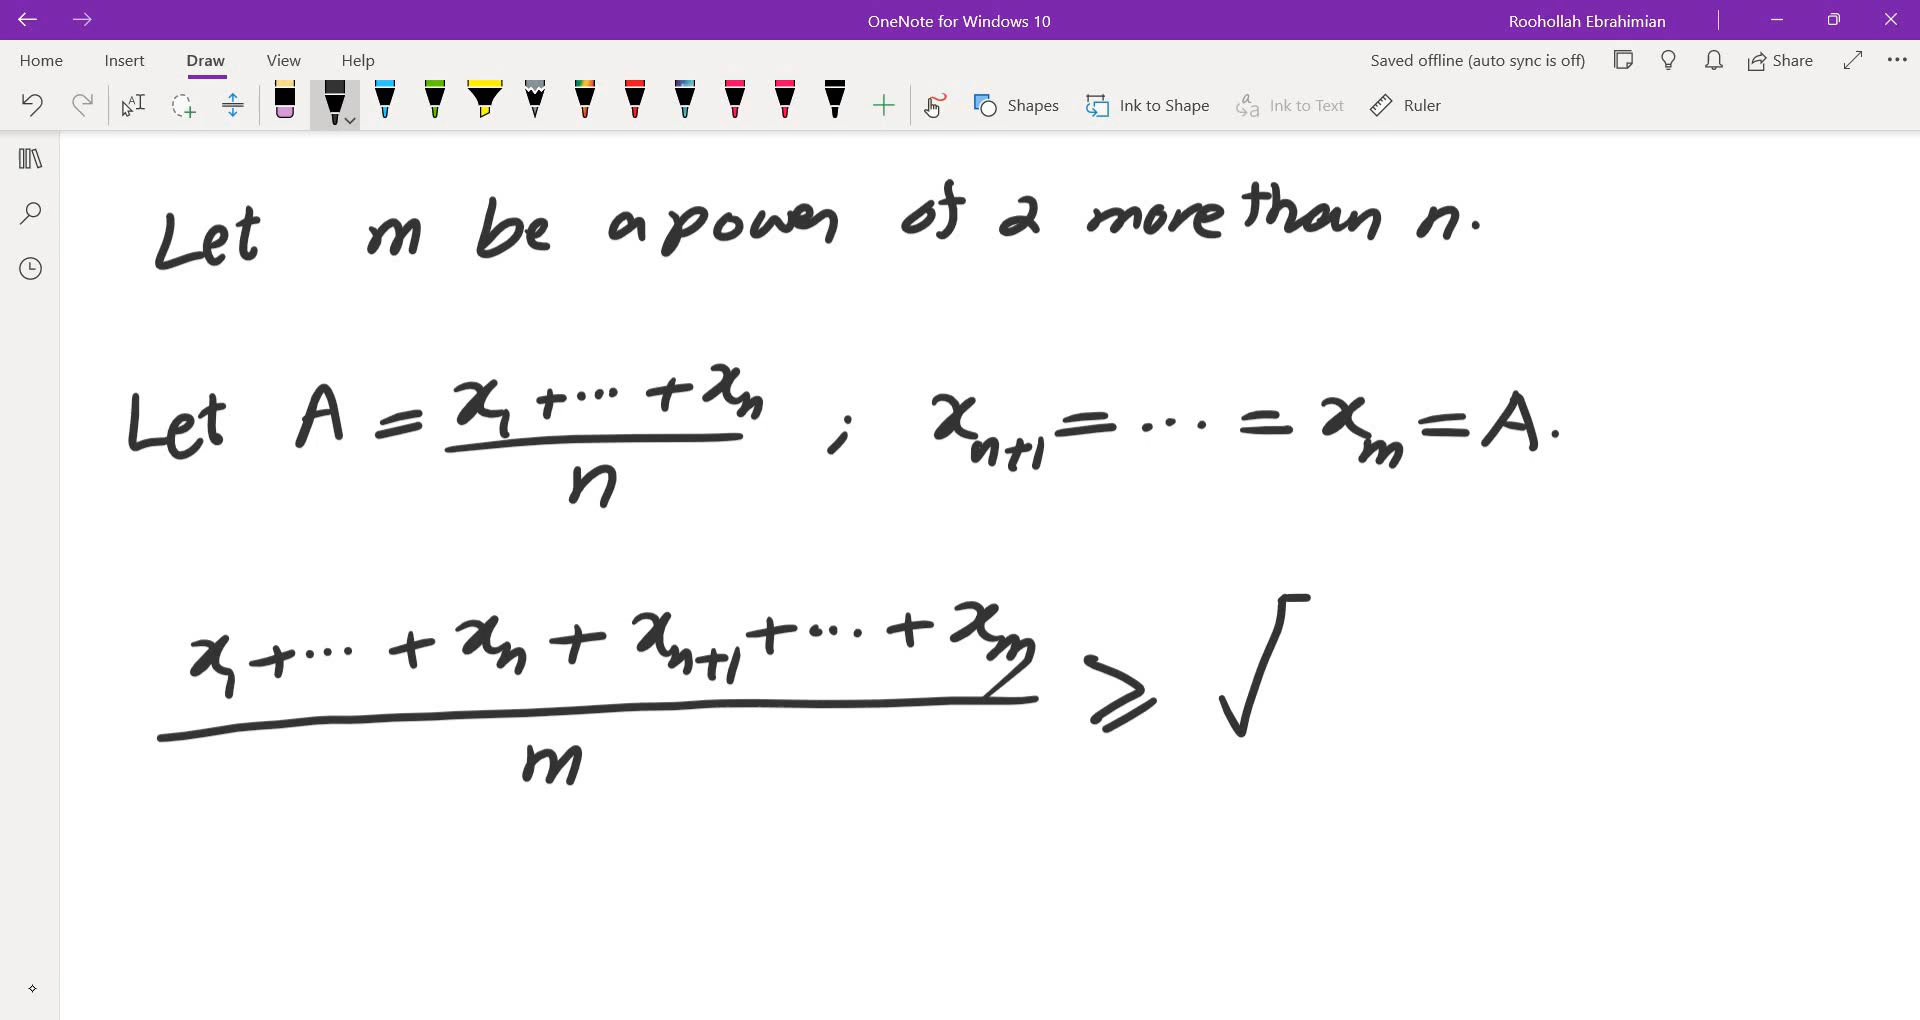 OneNote for Windows 10 Roohollah Ebrahimian
Home Insert Draw View Help Saved offline (auto sync is off) Share
Shapes Ink to Shape Ink to Text Ruler
Let m be a power of 2 more than n.
Let A = (x₁ + ⋯ + xₙ)/n ; xₙ₊₁ = ⋯ = xₘ = A.
(x₁ + ⋯ + xₙ + xₙ₊₁ + ⋯ + xₘ)/m ⩾ √